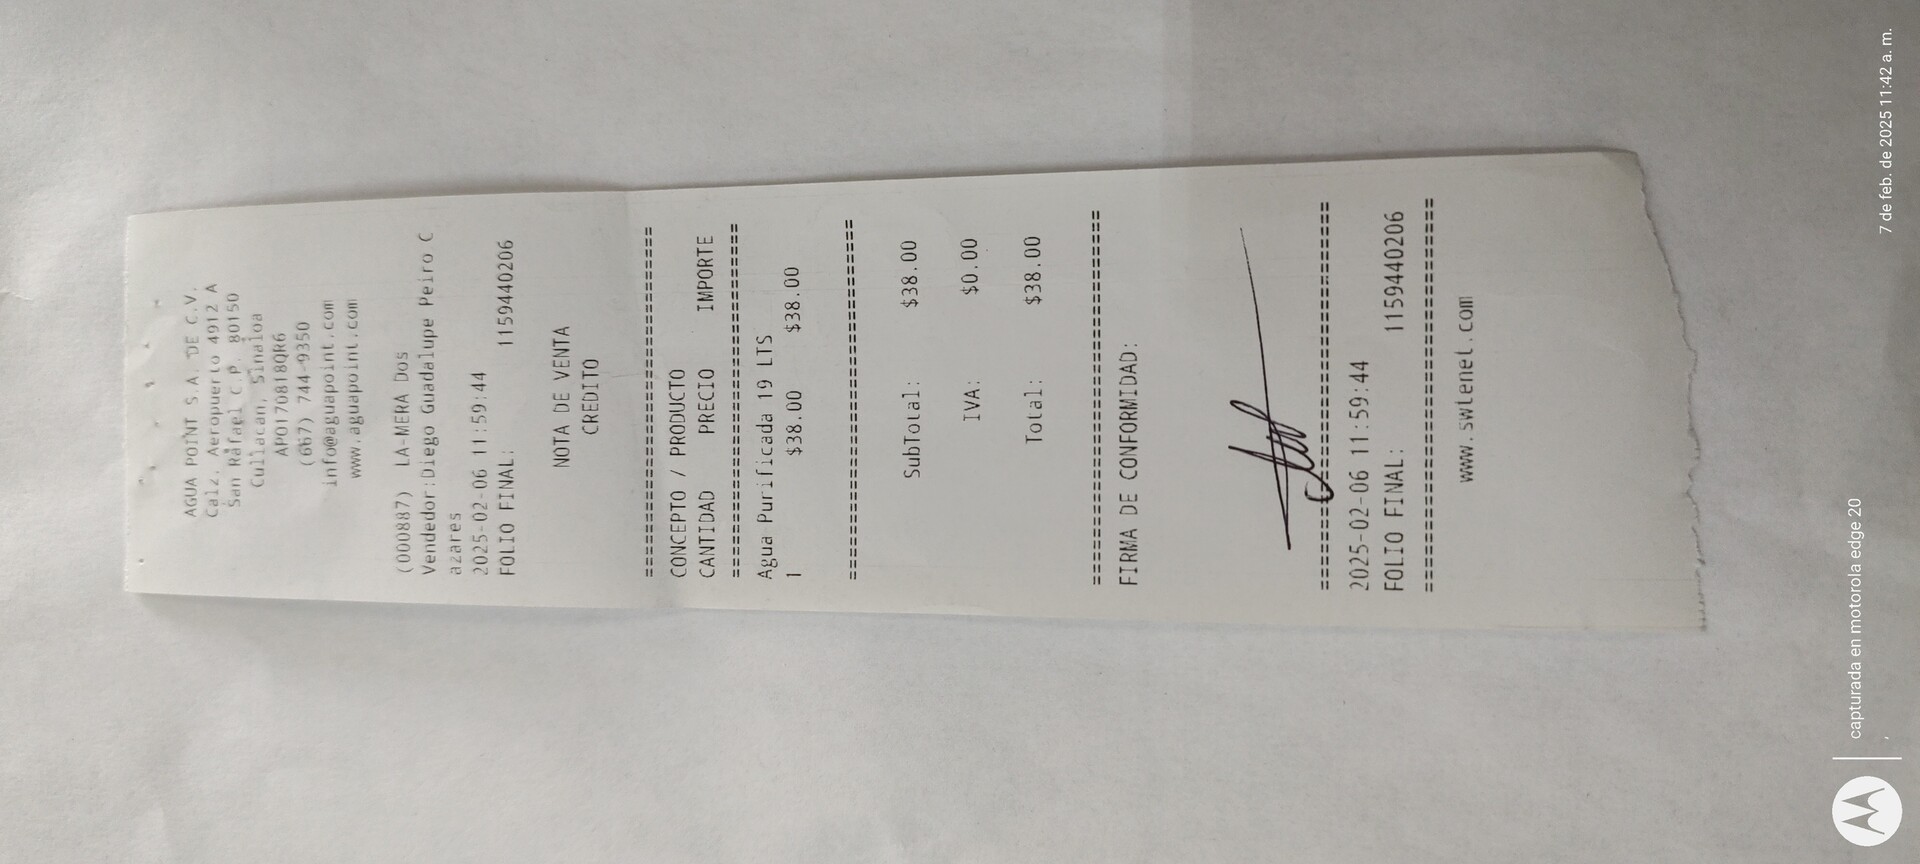 AGUA POINT S.A. DE C.V.
Calz. Aeropuerto 4912 A
San Rafael C.P. 80150
Culiacan, Sinaloa
APO170818QR6
(667) 744-9350
info@aguapoint.com
www.aguapoint.com
(000887) LA-MERA Dos
Vendedor:Diego Guadalupe Peiro C
azares
2025-02-06 11:59:44
FOLIO FINAL: 1159440206
NOTA DE VENTA
CREDITO
================================
CONCEPTO / PRODUCTO
CANTIDAD PRECIO IMPORTE
================================
Agua Purificada 19 LTS
1 $38.00 $38.00
================================
SubTotal: $38.00
IVA: $0.00
Total: $38.00
================================
FIRMA DE CONFORMIDAD:
================================
2025-02-06 11:59:44
FOLIO FINAL: 1159440206
================================
www.swtenet.com
capturada en motorola edge 20
,
7 de feb. de 2025 11:42 a. m.